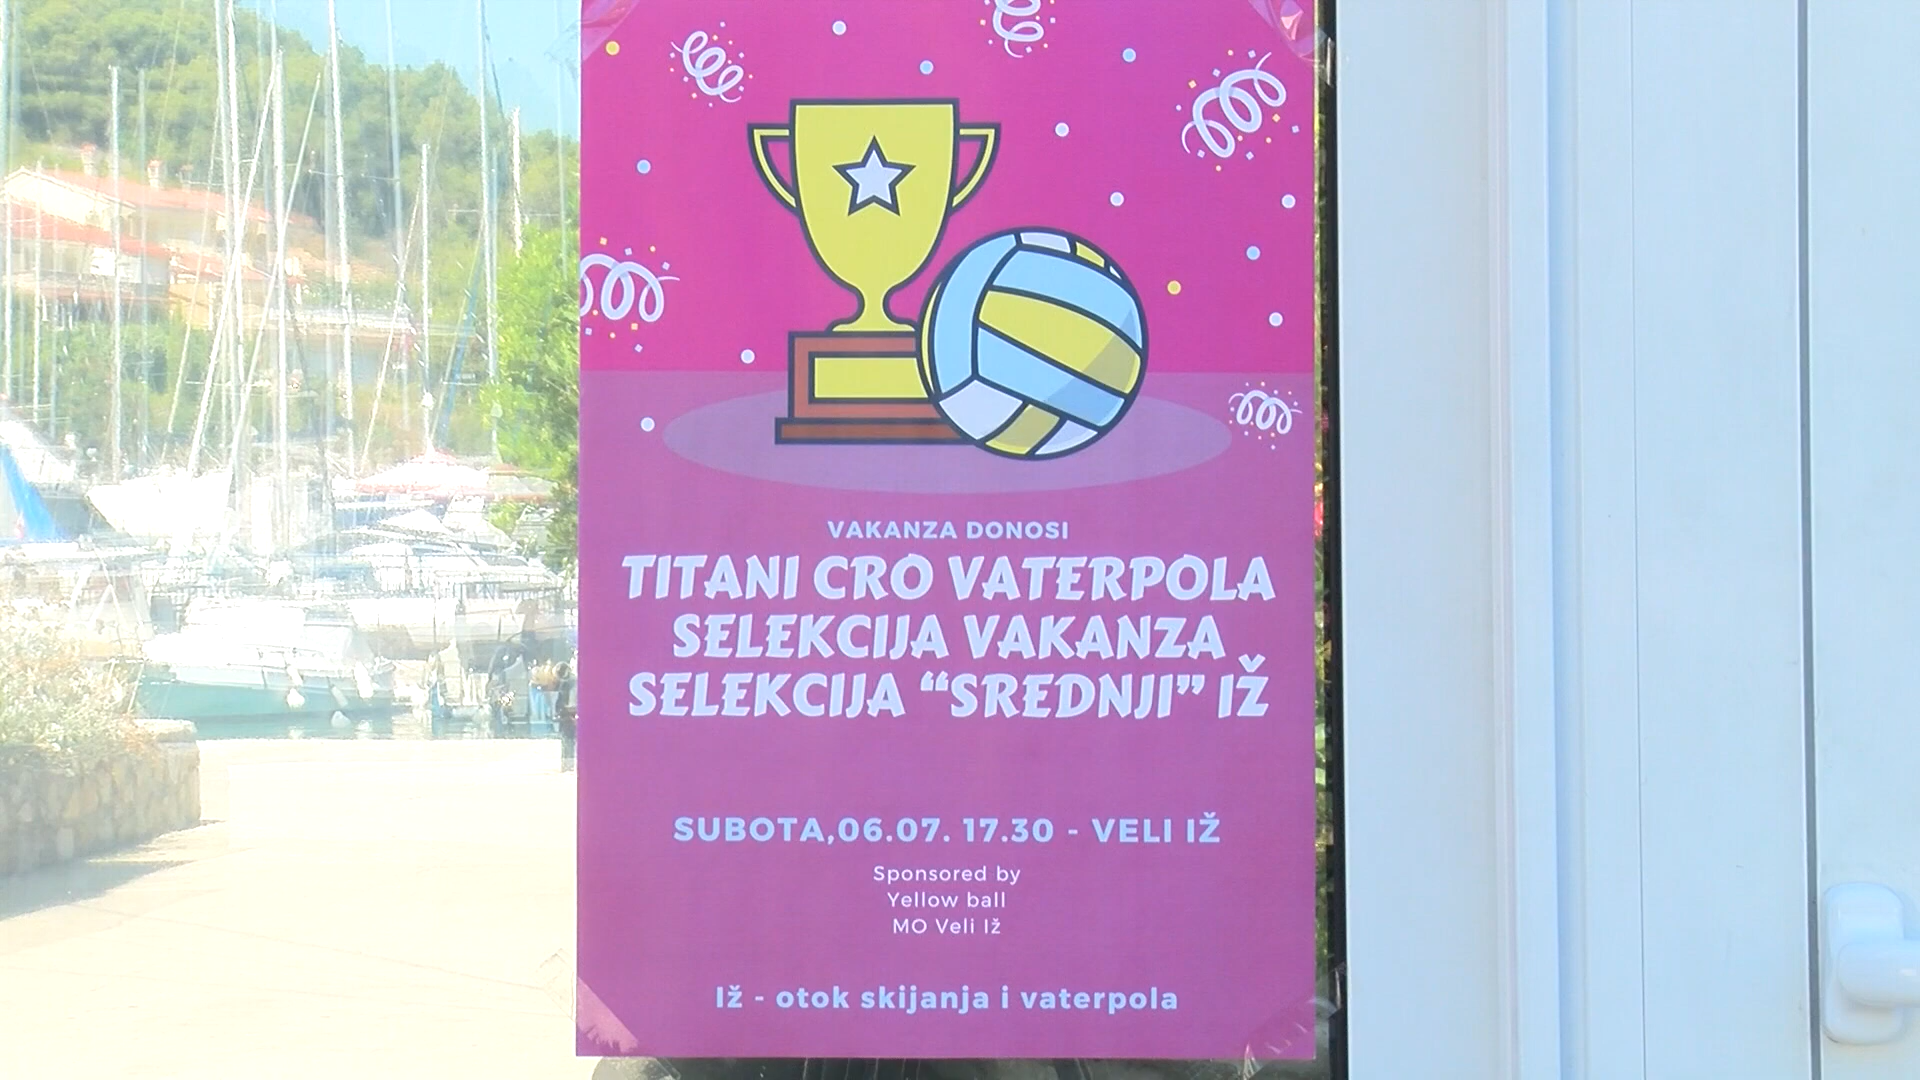 VAKANZA DONOSI
TITANI CRO VATERPOLA
SELEKCIJA VAKANZA
SELEKCIJA “SREDNJI” IŽ
SUBOTA,06.07. 17.30 - VELI IŽ
Sponsored by
Yellow ball
MO Veli Iž
Iž - otok skijanja i vaterpola